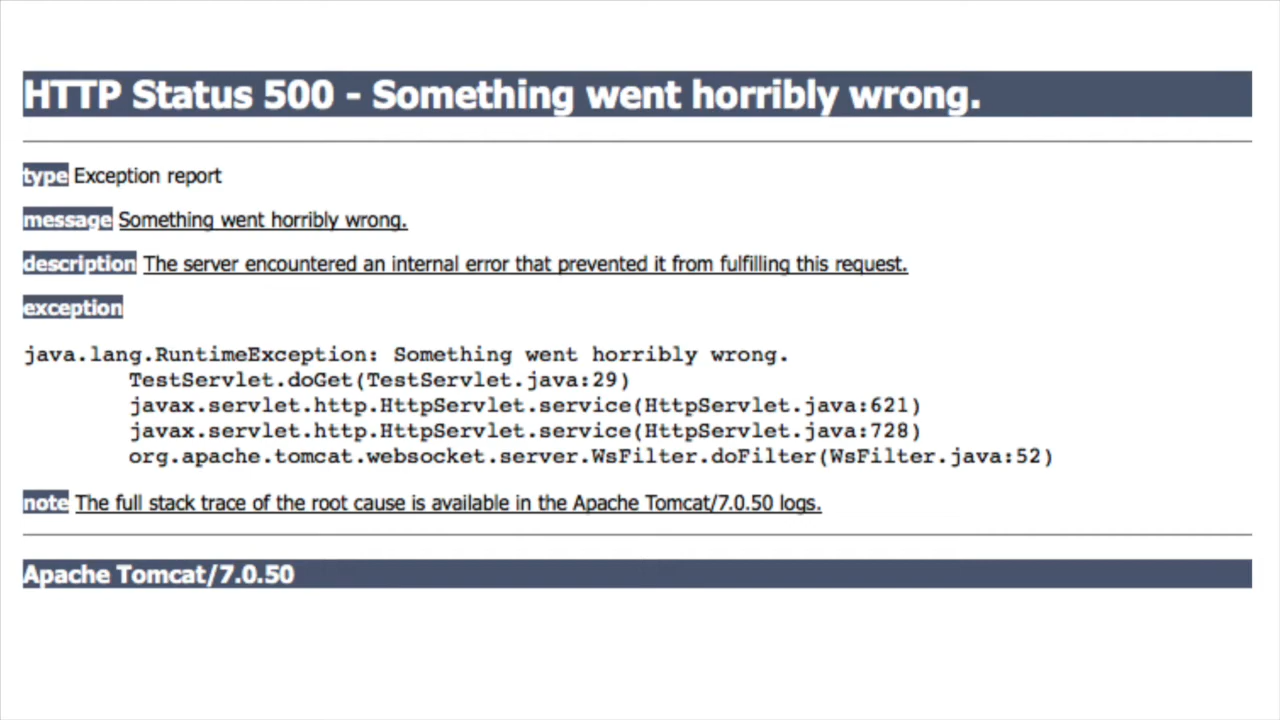 HTTP Status 500 - Something went horribly wrong.
type Exception report
message Something went horribly wrong.
description The server encountered an internal error that prevented it from fulfilling this request.
exception
java.lang.RuntimeException: Something went horribly wrong.
TestServlet.doGet(TestServlet.java:29)
javax.servlet.http.HttpServlet.service(HttpServlet.java:621)
javax.servlet.http.HttpServlet.service(HttpServlet.java:728)
org.apache.tomcat.websocket.server.WsFilter.doFilter(WsFilter.java:52)
note The full stack trace of the root cause is available in the Apache Tomcat/7.0.50 logs.
Apache Tomcat/7.0.50